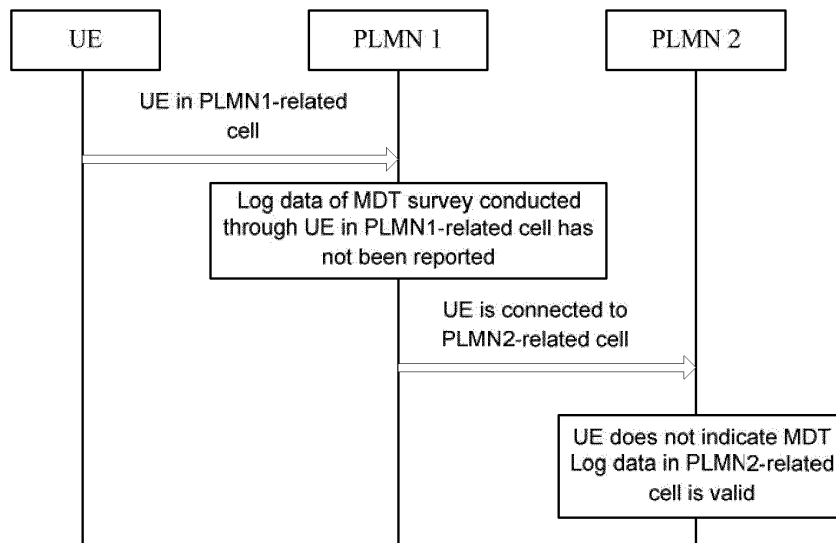 UE
PLMN 1
PLMN 2
UE in PLMN1-related
cell
Log data of MDT survey conducted
through UE in PLMN1-related cell has
not been reported
UE is connected to
PLMN2-related cell
UE does not indicate MDT
Log data in PLMN2-related
cell is valid